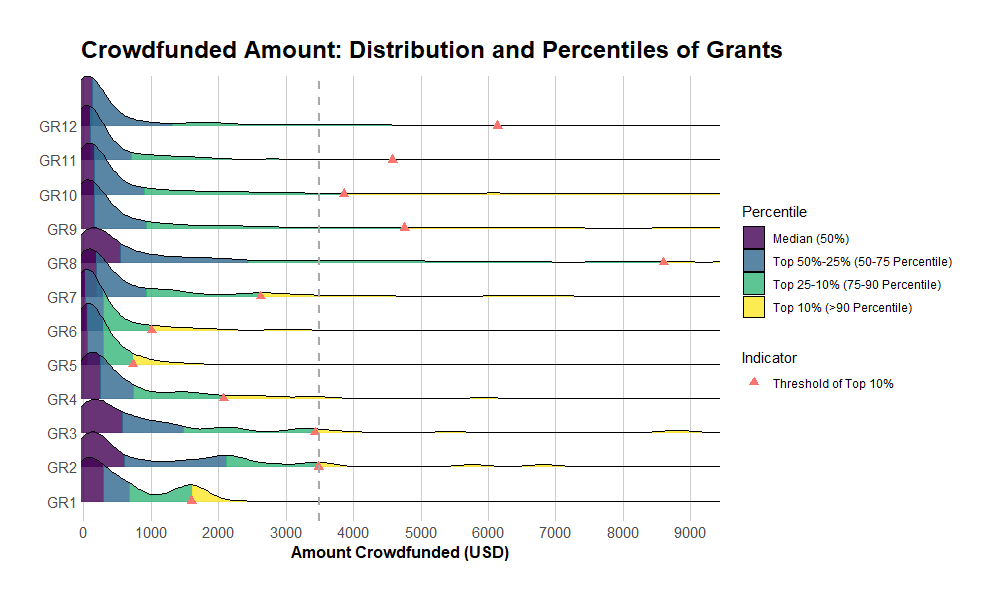 Crowdfunded Amount: Distribution and Percentiles of Grants
GR12
GR11
GR10
GR9
GR8
GR7
GR6
GR5
GR4
GR3
GR2
GR1
0 1000 2000 3000 4000 5000 6000 7000 8000 9000
Amount Crowdfunded (USD)
Percentile
Median (50%)
Top 50%-25% (50-75 Percentile)
Top 25-10% (75-90 Percentile)
Top 10% (>90 Percentile)
Indicator
Threshold of Top 10%